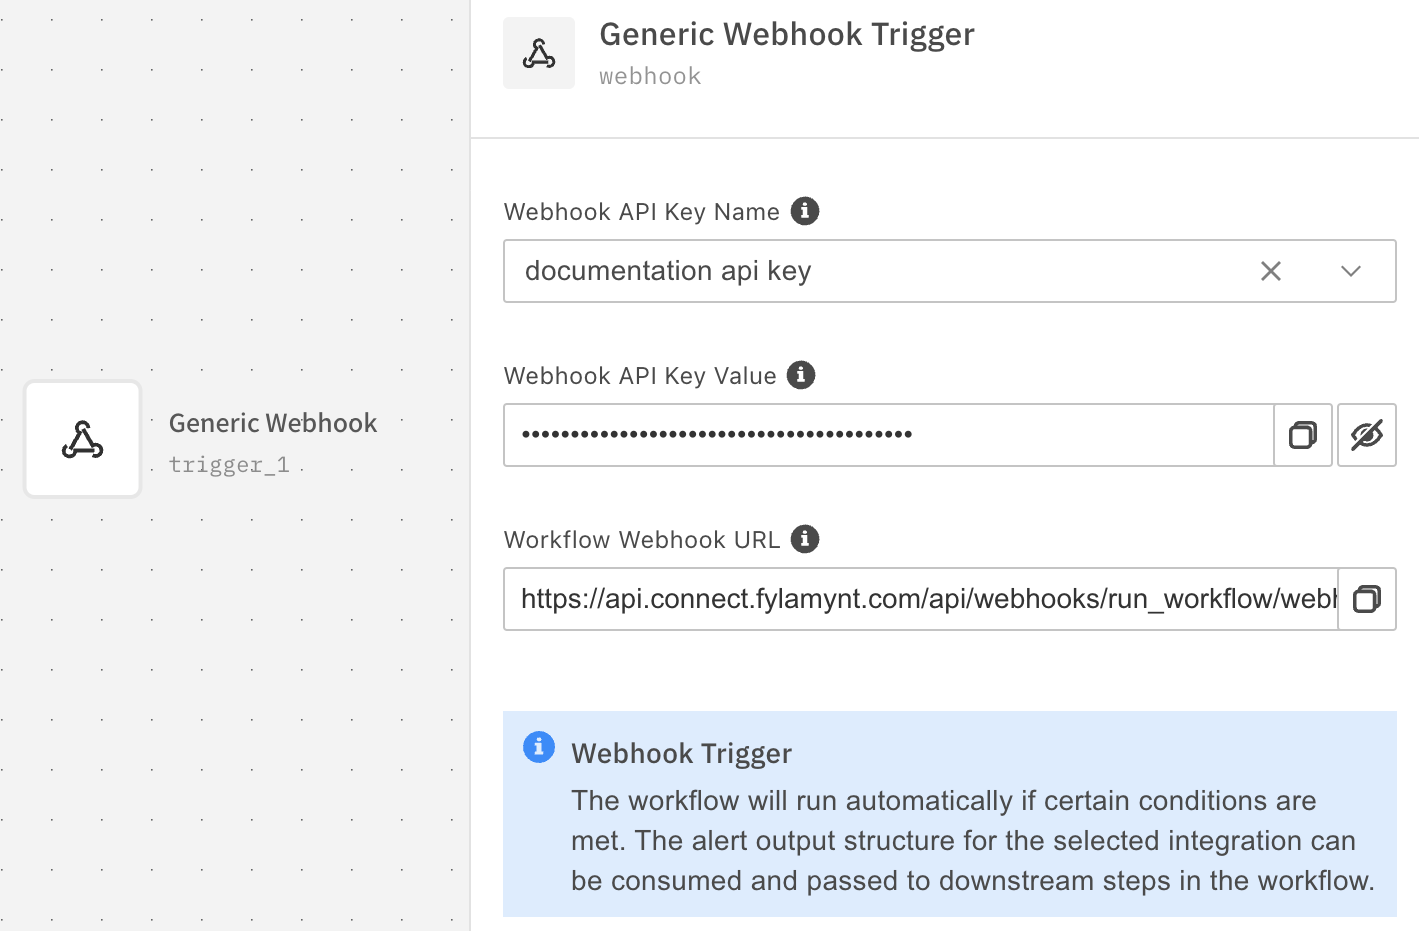 Generic Webhook Trigger
webhook
Webhook API Key Name
documentation api key
Webhook API Key Value
••••••••••••••••••••••••••••••••••••••••
Workflow Webhook URL
https://api.connect.fylamynt.com/api/webhooks/run_workflow/webh
Generic Webhook
trigger_1
Webhook Trigger
The workflow will run automatically if certain conditions are
met. The alert output structure for the selected integration can
be consumed and passed to downstream steps in the workflow.